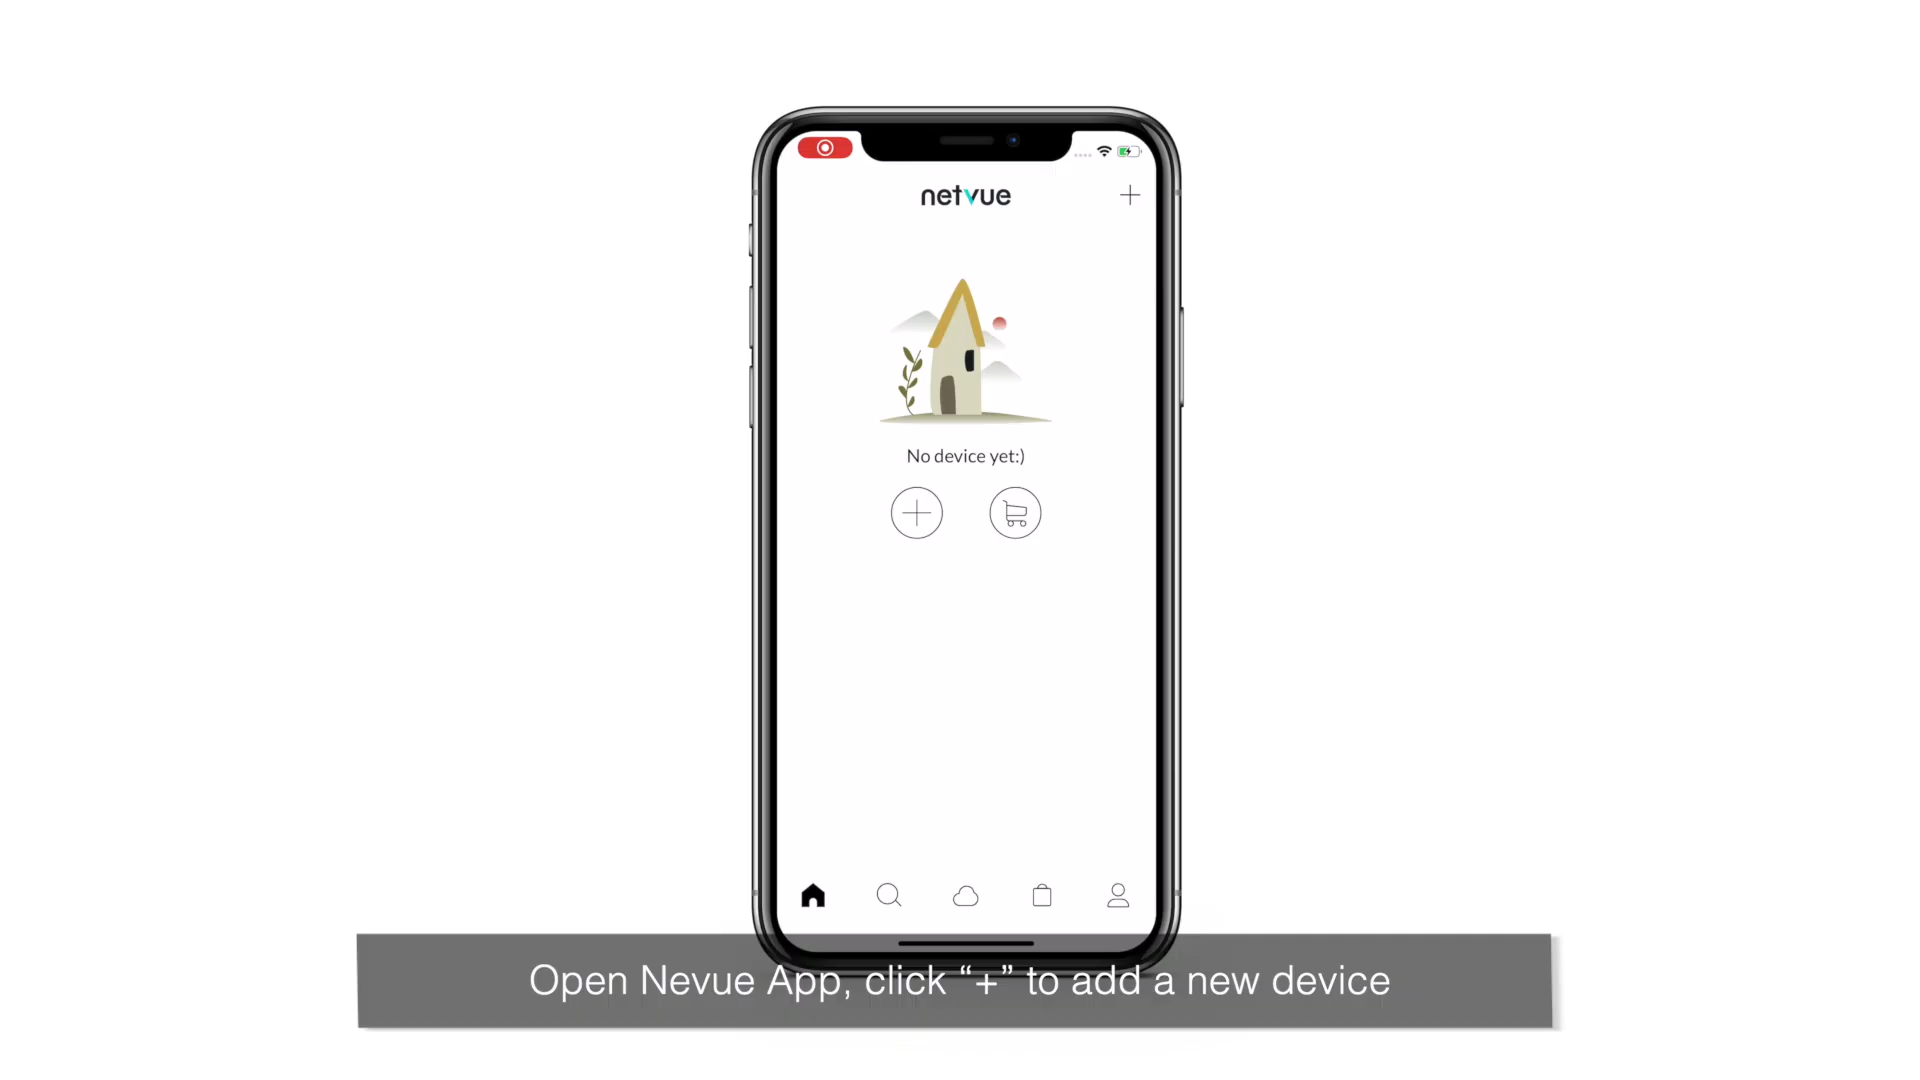 netvue
No device yet:)
Open Nevue App, click “+” to add a new device